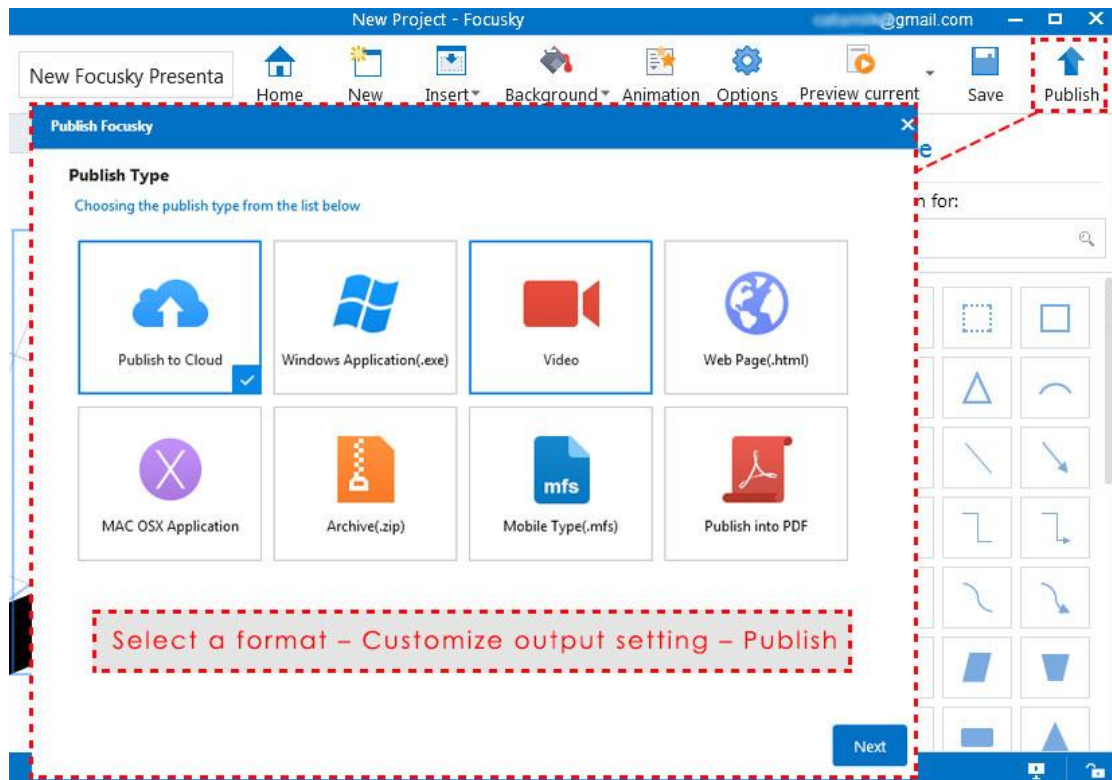 New Project - Focusky
@gmail.com
New Focusky Presenta
Home
New
Insert
Background
Animation
Options
Preview current
Save
Publish
Publish Focusky
e
Publish Type
Choosing the publish type from the list below
n for:
Publish to Cloud
Windows Application(.exe)
Video
Web Page(.html)
MAC OSX Application
Archive(.zip)
mfs
Mobile Type(.mfs)
Publish into PDF
Select a format – Customize output setting – Publish
Next